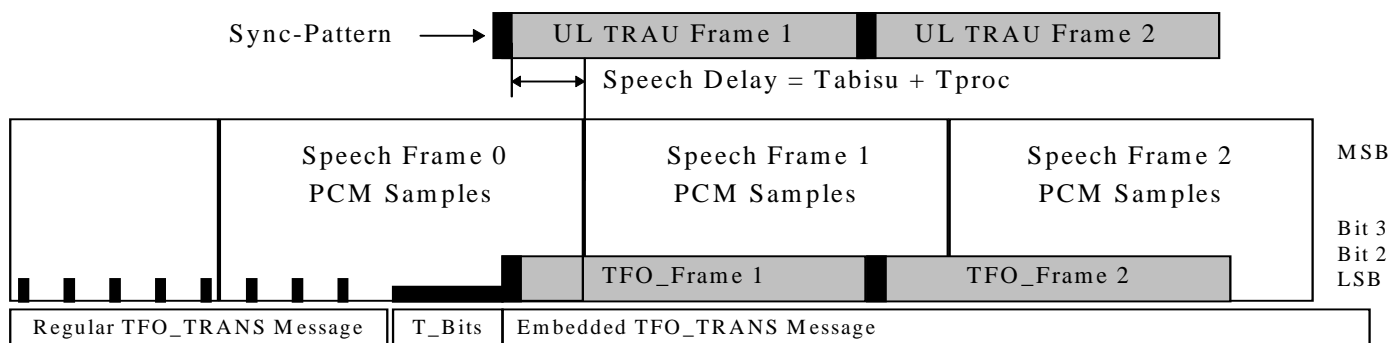 Sync-Pattern UL TRAU Frame 1 UL TRAU Frame 2
Speech Delay = Tabisu + Tproc
Speech Frame 0 Speech Frame 1 Speech Frame 2 MSB
PCM Samples PCM Samples PCM Samples
Bit 3
Bit 2
TFO_Frame 1 TFO_Frame 2 LSB
Regular TFO_TRANS Message T_Bits Embedded TFO_TRANS Message